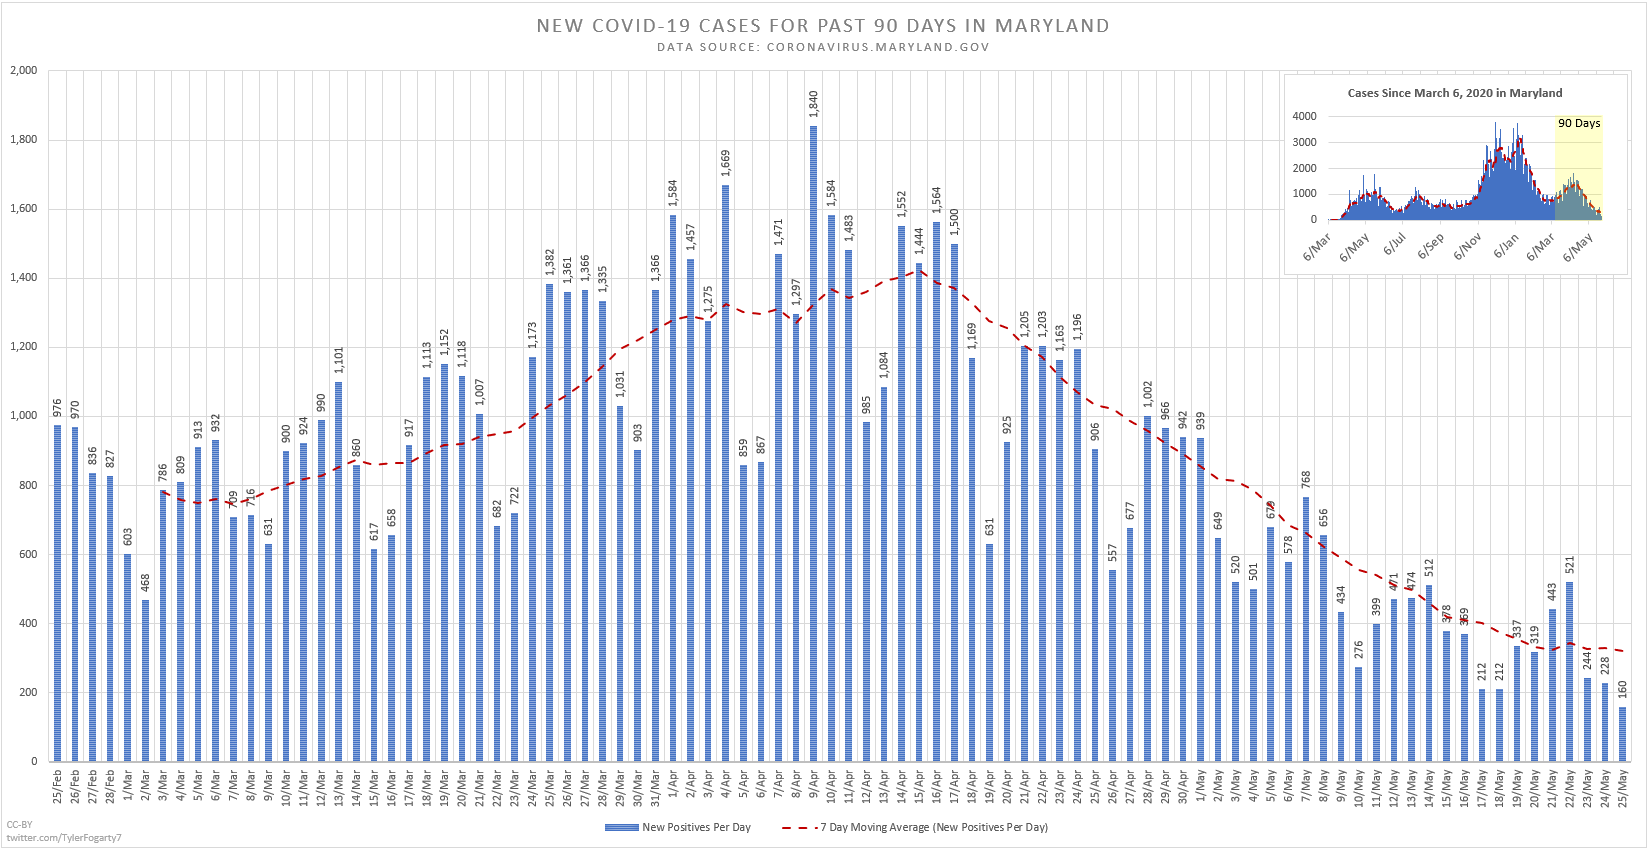 NEW COVID-19 CASES FOR PAST 90 DAYS IN MARYLAND
DATA SOURCE: CORONAVIRUS.MARYLAND.GOV
2,000
1,800
1,600
1,400
1,200
1,000
800
600
400
200
0
976
970
836
827
603
468
786
809
913
932
709
716
631
900
924
990
1,101
860
617
658
917
1,113
1,152
1,118
1,007
682
722
1,173
1,382
1,361
1,366
1,335
1,031
903
1,366
1,584
1,457
1,275
1,669
859
867
1,471
1,297
1,840
1,584
1,483
985
1,084
1,552
1,444
1,564
1,500
1,169
631
925
1,205
1,203
1,163
1,196
906
557
677
1,002
966
942
939
649
520
501
679
578
768
656
434
276
399
471
474
512
378
369
212
212
337
319
443
521
244
228
160
25/Feb
26/Feb
27/Feb
28/Feb
1/Mar
2/Mar
3/Mar
4/Mar
5/Mar
6/Mar
7/Mar
8/Mar
9/Mar
10/Mar
11/Mar
12/Mar
13/Mar
14/Mar
15/Mar
16/Mar
17/Mar
18/Mar
19/Mar
20/Mar
21/Mar
22/Mar
23/Mar
24/Mar
25/Mar
26/Mar
27/Mar
28/Mar
29/Mar
30/Mar
31/Mar
1/Apr
2/Apr
3/Apr
4/Apr
5/Apr
6/Apr
7/Apr
8/Apr
9/Apr
10/Apr
11/Apr
12/Apr
13/Apr
14/Apr
15/Apr
16/Apr
17/Apr
18/Apr
19/Apr
20/Apr
21/Apr
22/Apr
23/Apr
24/Apr
25/Apr
26/Apr
27/Apr
28/Apr
29/Apr
30/Apr
1/May
2/May
3/May
4/May
5/May
6/May
7/May
8/May
9/May
10/May
11/May
12/May
13/May
14/May
15/May
16/May
17/May
18/May
19/May
20/May
21/May
22/May
23/May
24/May
25/May
Cases Since March 6, 2020 in Maryland
90 Days
4000
3000
2000
1000
0
6/Mar
6/May
6/Jul
6/Sep
6/Nov
6/Jan
6/Mar
6/May
New Positives Per Day
7 Day Moving Average (New Positives Per Day)
CC-BY
twitter.com/TylerFogarty7